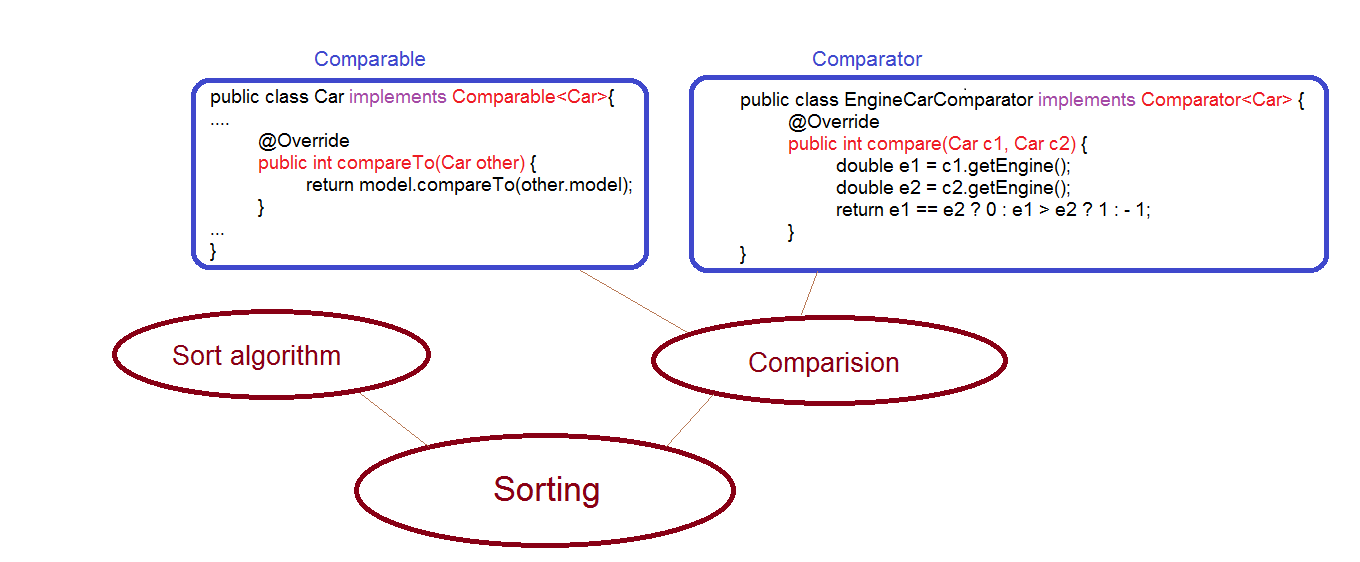 Comparable
public class Car implements Comparable<Car>{
....
@Override
public int compareTo(Car other) {
return model.compareTo(other.model);
}
...
}
Comparator
public class EngineCarComparator implements Comparator<Car> {
@Override
public int compare(Car c1, Car c2) {
double e1 = c1.getEngine();
double e2 = c2.getEngine();
return e1 == e2 ? 0 : e1 > e2 ? 1 : - 1;
}
}
Sort algorithm
Comparision
Sorting